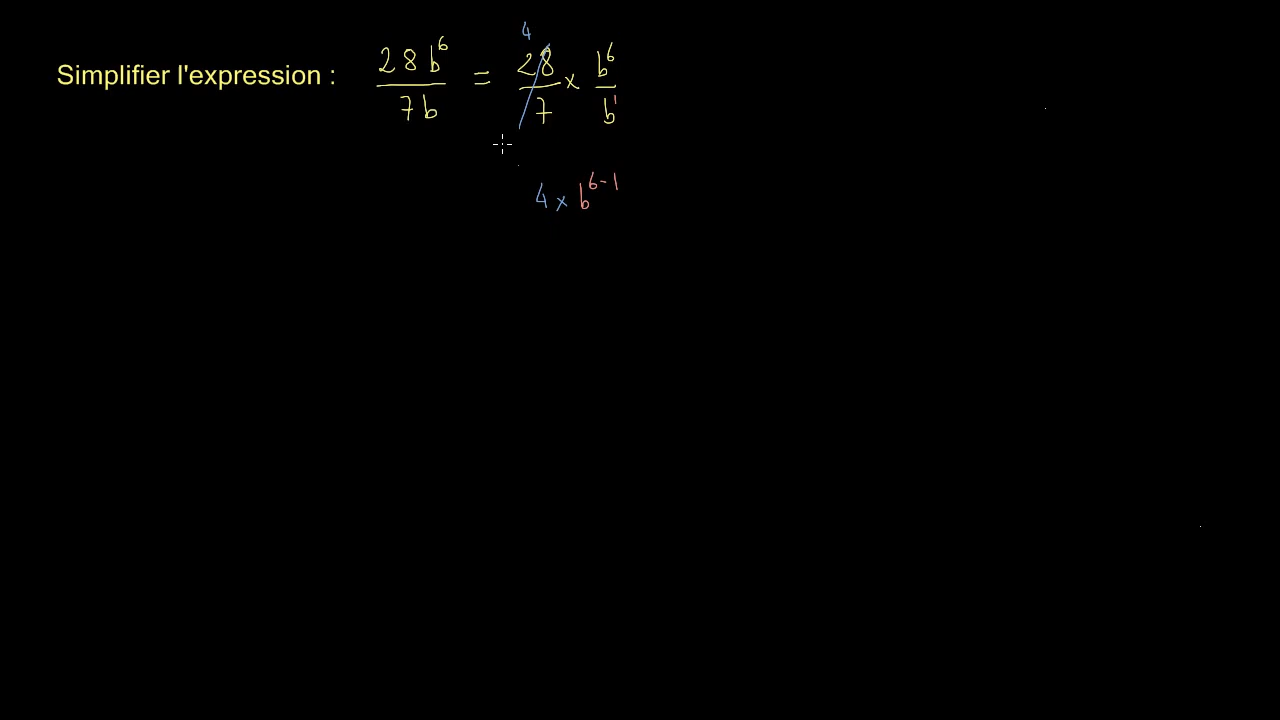 Simplifier l'expression : 28b⁶/7b = 28/7 × b⁶/b¹
4
4 × b⁶⁻¹